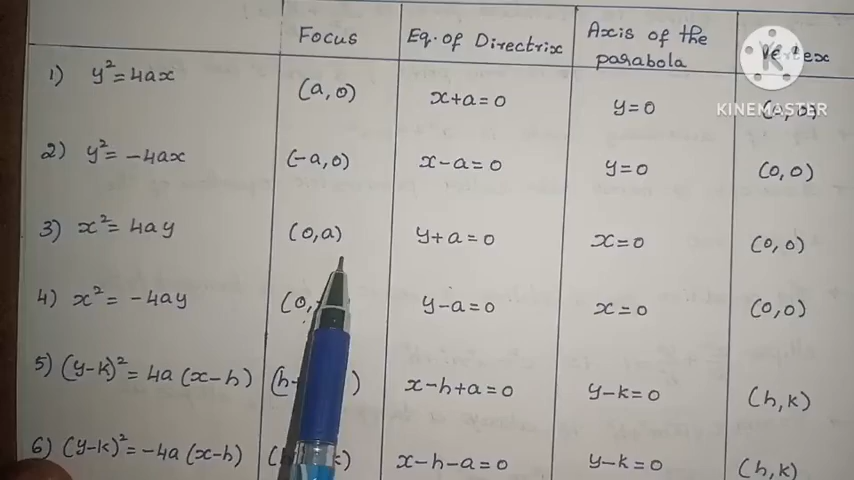 Focus Eq. of Directrix Axis of the parabola
KINEMASTER
1) y² = 4ax (a, 0) x+a = 0 y = 0
2) y² = -4ax (-a, 0) x-a = 0 y = 0 (0, 0)
3) x² = 4ay (0, a) y+a = 0 x = 0 (0, 0)
4) x² = -4ay (0, y-a = 0 x = 0 (0, 0)
5) (y-k)² = 4a (x-h) (h x-h+a = 0 y-k = 0 (h, k)
6) (y-k)² = -4a (x-h) x-h-a = 0 y-k = 0 (h, k)